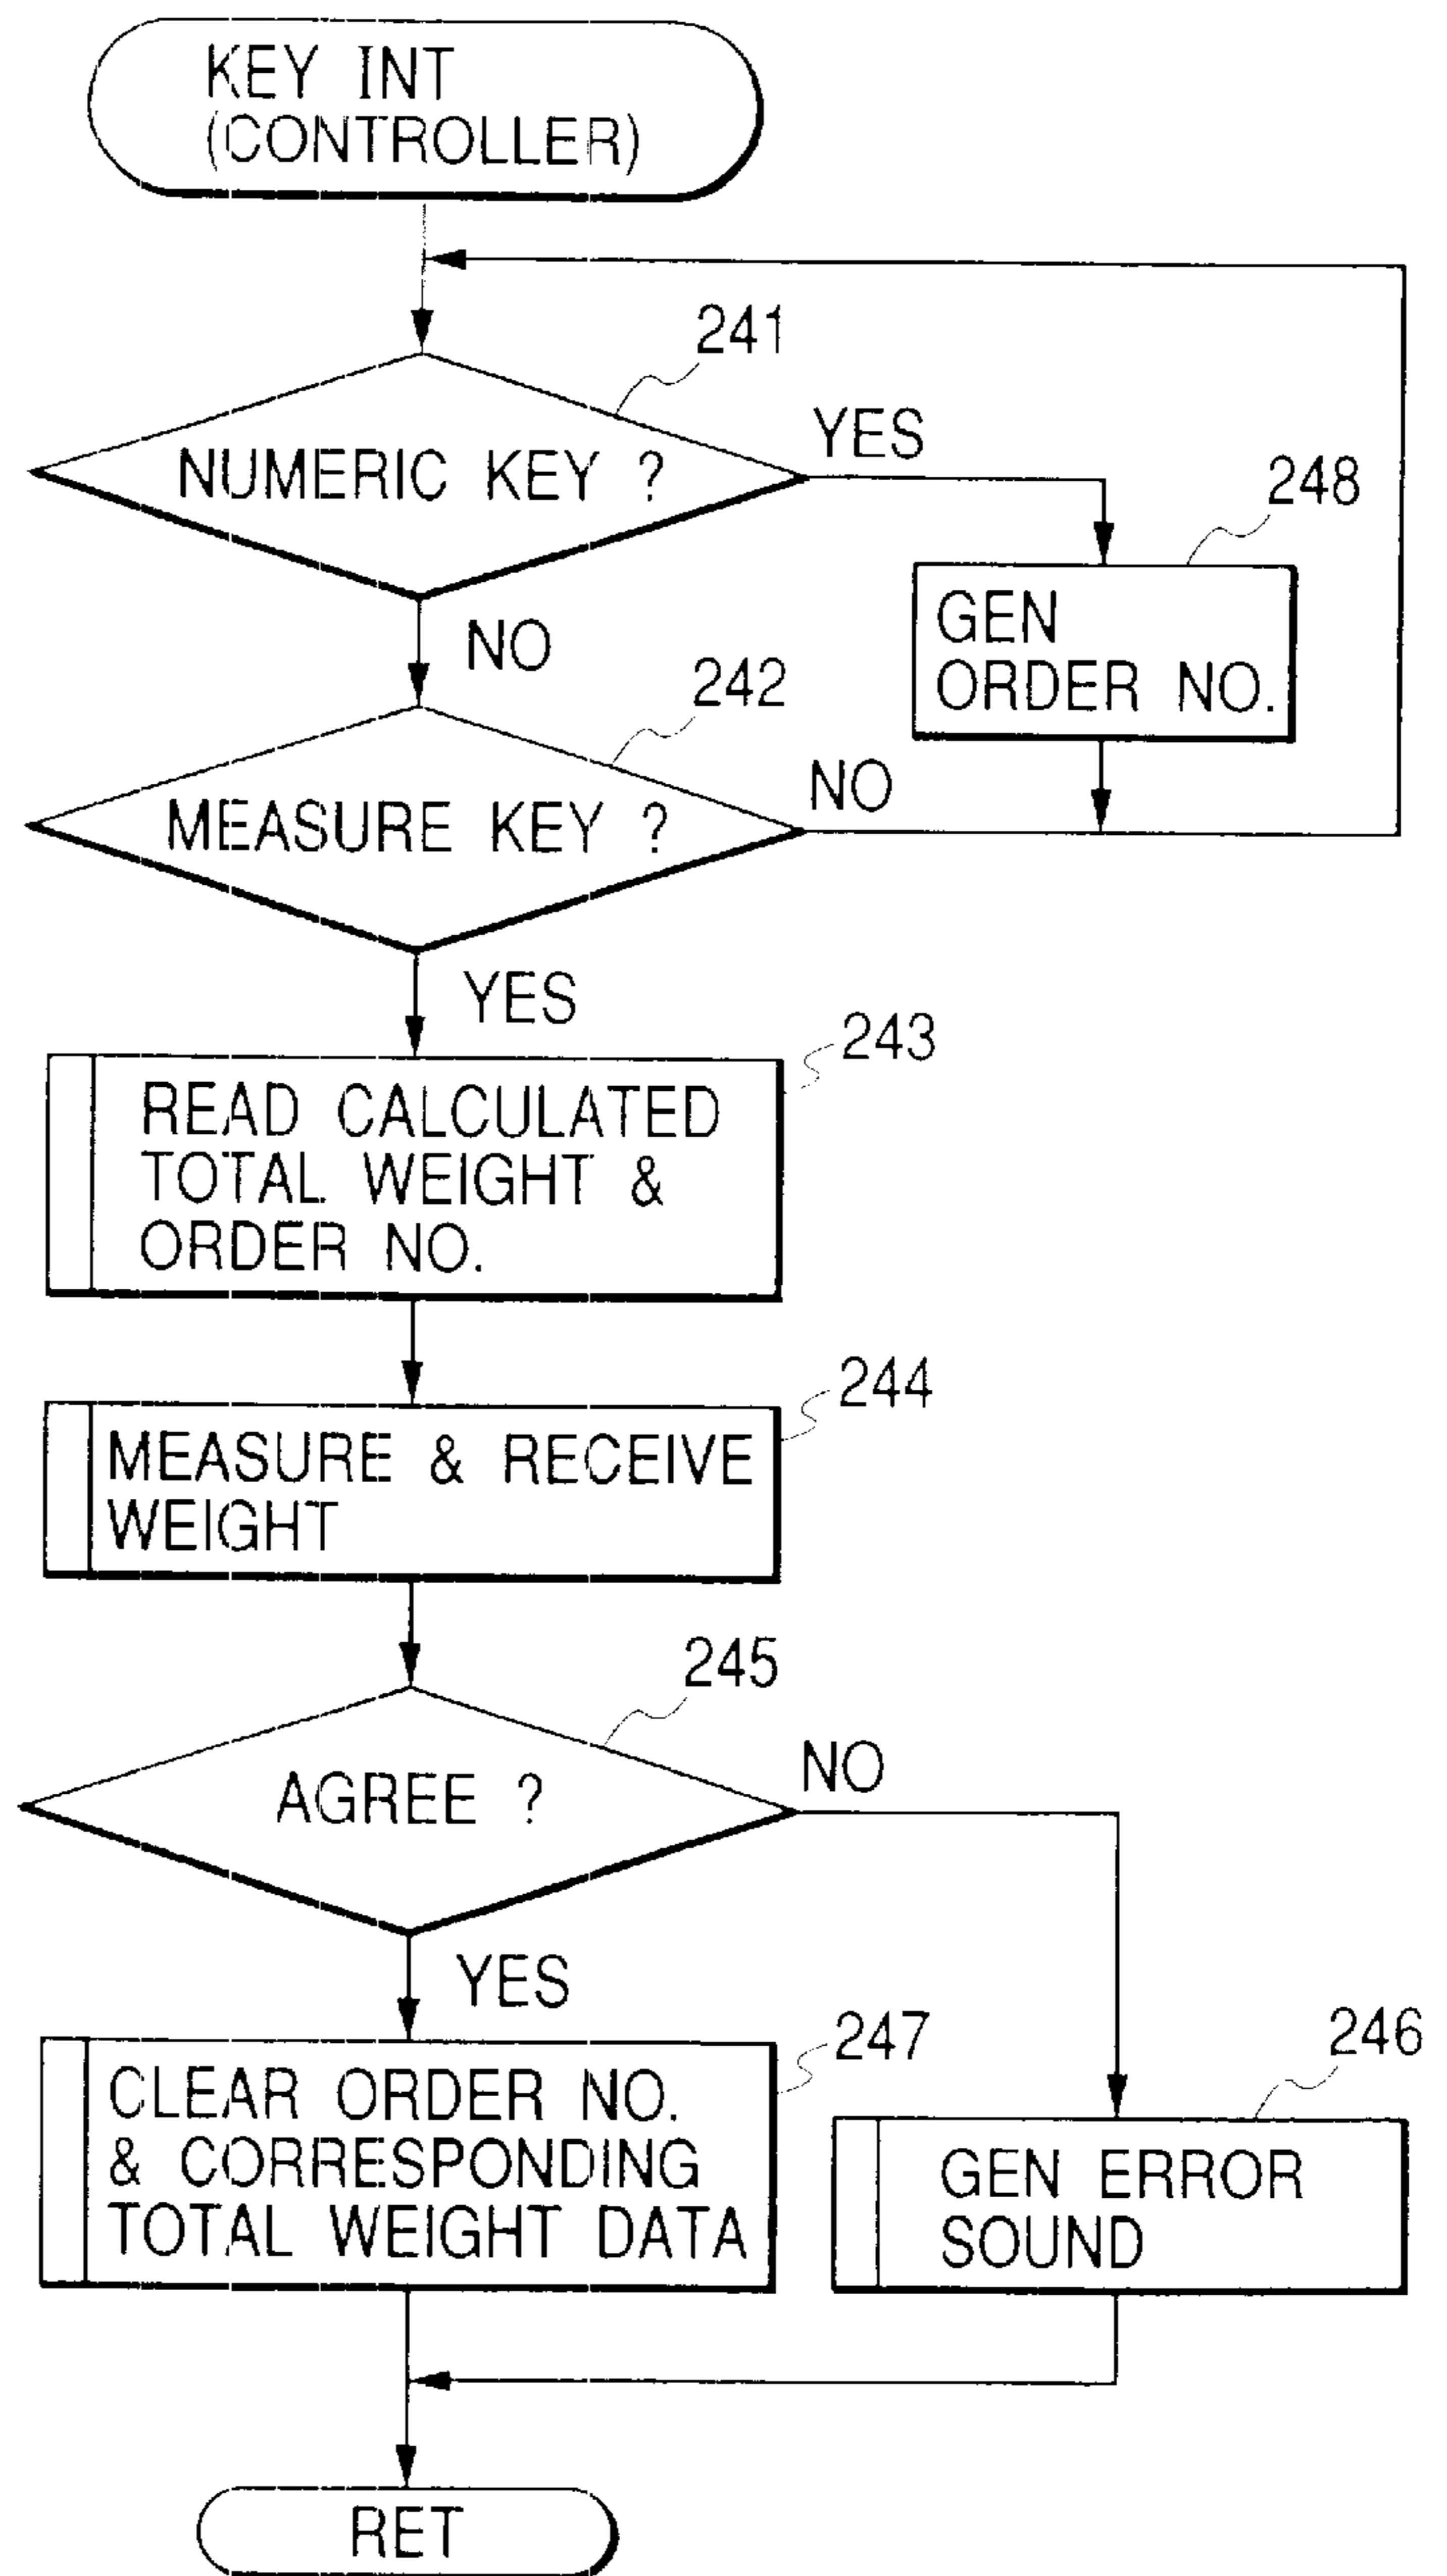 KEY INT
(CONTROLLER)
241
NUMERIC KEY ?
YES
248
GEN
ORDER NO.
NO
242
MEASURE KEY ?
NO
YES
243
READ CALCULATED
TOTAL WEIGHT &
ORDER NO.
244
MEASURE & RECEIVE
WEIGHT
245
AGREE ?
NO
YES
247
CLEAR ORDER NO.
& CORRESPONDING
TOTAL WEIGHT DATA
246
GEN ERROR
SOUND
RET